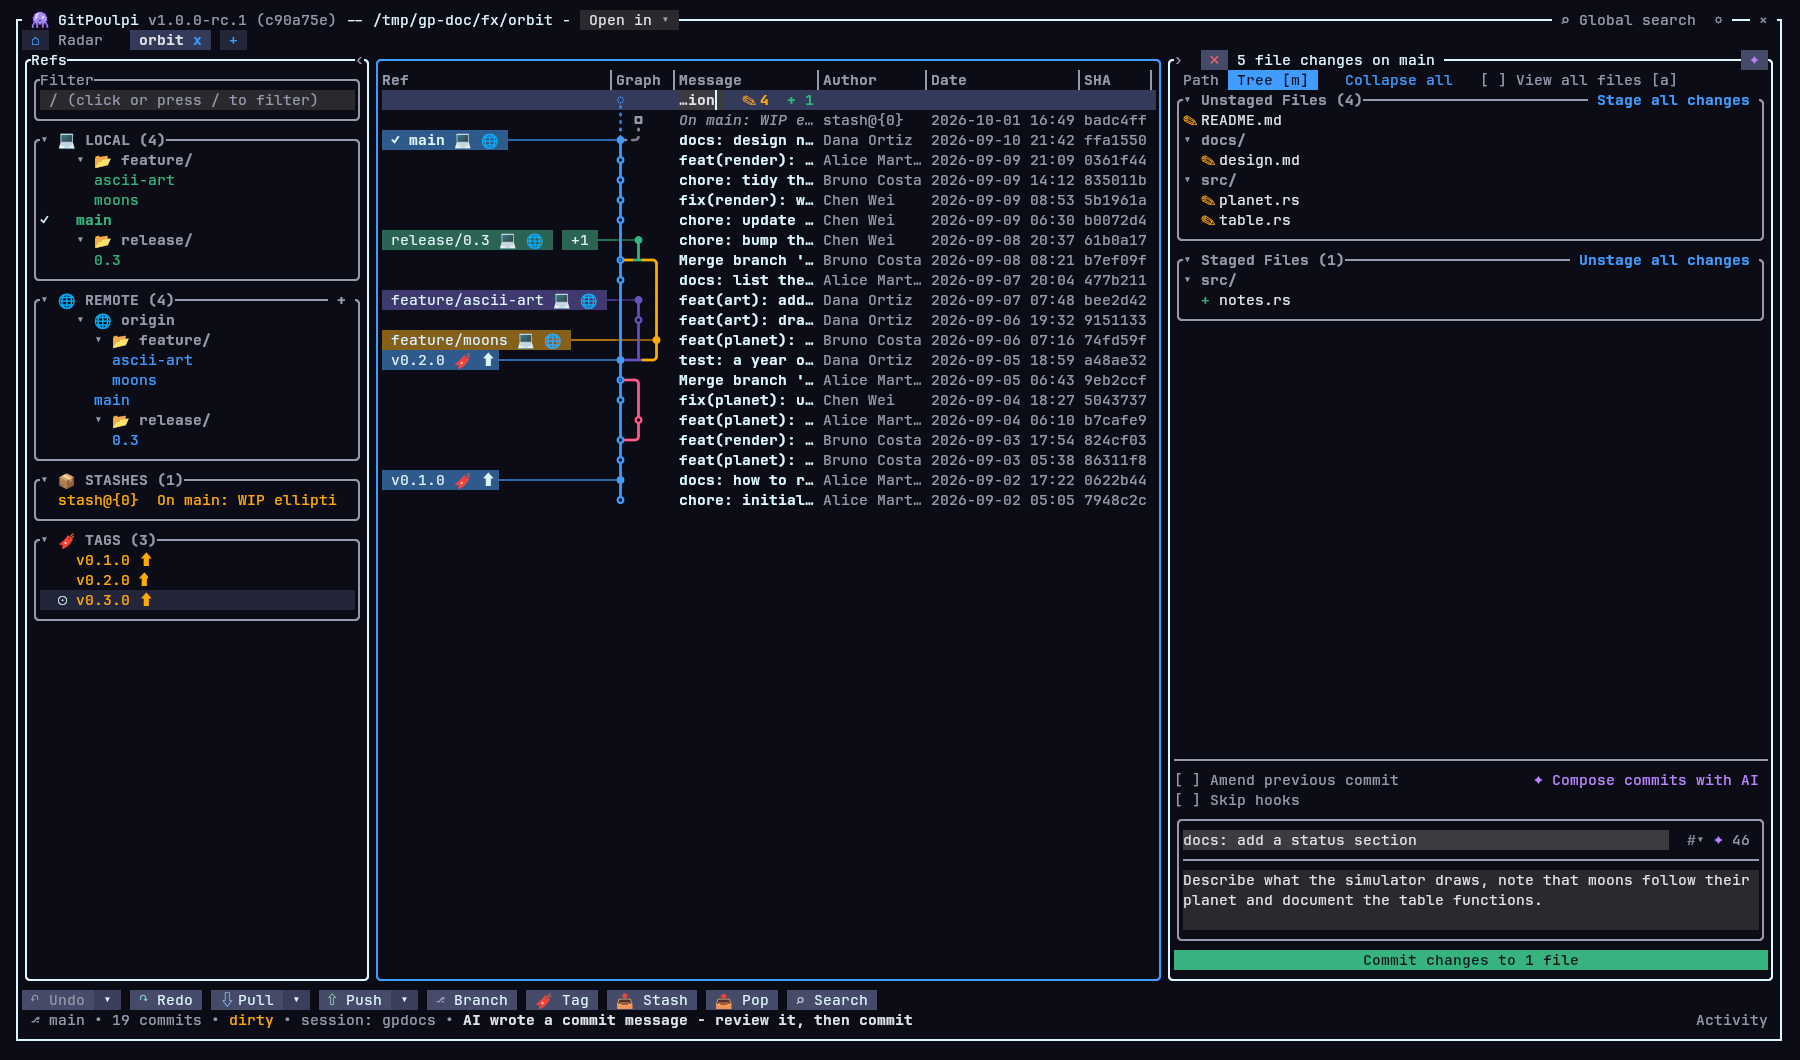 GitPoulpi v1.0.0-rc.1 (c90a75e) —— /tmp/gp-doc/fx/orbit - Open in ▾ ⌕ Global search ⚙ × 
⌂ Radar orbit x +
Refs ‹
Filter
/ (click or press / to filter)
▾ LOCAL (4)
▾ feature/
ascii-art
moons
✓ main
▾ release/
0.3
▾ REMOTE (4) +
▾ origin
▾ feature/
ascii-art
moons
main
▾ release/
0.3
▾ STASHES (1)
stash@{0} On main: WIP ellipti
▾ TAGS (3)
v0.1.0 ⬆
v0.2.0 ⬆
⊙ v0.3.0 ⬆
Ref Graph Message Author Date SHA
…ion ✎ 4 + 1
On main: WIP e… stash@{0} 2026-10-01 16:49 badc4ff
✓ main docs: design n… Dana Ortiz 2026-09-10 21:42 ffa1550
feat(render): … Alice Mart… 2026-09-09 21:09 0361f44
chore: tidy th… Bruno Costa 2026-09-09 14:12 835011b
fix(render): w… Chen Wei 2026-09-09 08:53 5b1961a
chore: update … Chen Wei 2026-09-09 06:30 b0072d4
release/0.3 +1 chore: bump th… Chen Wei 2026-09-08 20:37 61b0a17
Merge branch '… Bruno Costa 2026-09-08 08:21 b7ef09f
docs: list the… Alice Mart… 2026-09-07 20:04 477b211
feature/ascii-art feat(art): add… Dana Ortiz 2026-09-07 07:48 bee2d42
feat(art): dra… Dana Ortiz 2026-09-06 19:32 9151133
feature/moons feat(planet): … Bruno Costa 2026-09-06 07:16 74fd59f
v0.2.0 ⬆ test: a year o… Dana Ortiz 2026-09-05 18:59 a48ae32
Merge branch '… Alice Mart… 2026-09-05 06:43 9eb2ccf
fix(planet): u… Chen Wei 2026-09-04 18:27 5043737
feat(planet): … Alice Mart… 2026-09-04 06:10 b7cafe9
feat(render): … Bruno Costa 2026-09-03 17:54 824cf03
feat(planet): … Bruno Costa 2026-09-03 05:38 86311f8
v0.1.0 ⬆ docs: how to r… Alice Mart… 2026-09-02 17:22 0622b44
chore: initial… Alice Mart… 2026-09-02 05:05 7948c2c
› ✕ 5 file changes on main ✦
Path Tree [m] Collapse all [ ] View all files [a]
▾ Unstaged Files (4) Stage all changes
✎ README.md
▾ docs/
✎ design.md
▾ src/
✎ planet.rs
✎ table.rs
▾ Staged Files (1) Unstage all changes
▾ src/
+ notes.rs
[ ] Amend previous commit ✦ Compose commits with AI
[ ] Skip hooks
docs: add a status section #▾ ✦ 46
Describe what the simulator draws, note that moons follow their
planet and document the table functions.
Commit changes to 1 file
↶ Undo ▾ ↷ Redo ⇩ Pull ▾ ⇧ Push ▾ ⎇ Branch Tag Stash Pop ⌕ Search
⎇ main • 19 commits • dirty • session: gpdocs • AI wrote a commit message - review it, then commit Activity